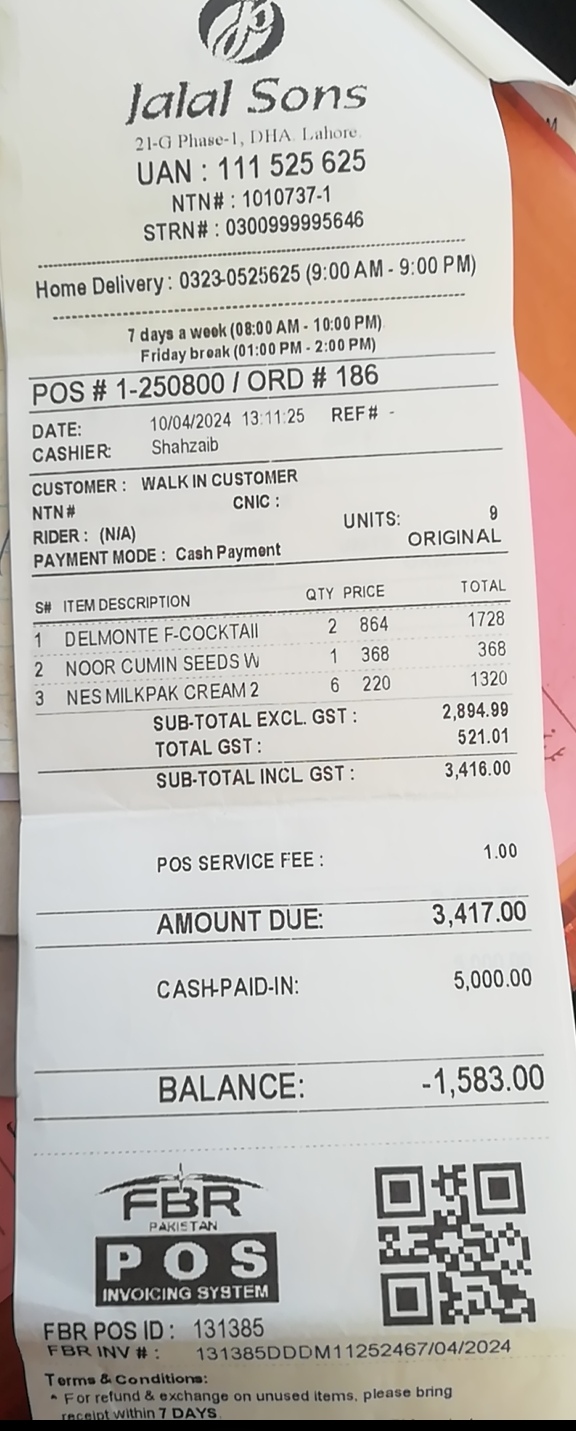 Jalal Sons
21-G Phase-1, DHA. Lahore.
UAN : 111 525 625
NTN# : 1010737-1
STRN# : 0300999995646
Home Delivery : 0323-0525625 (9:00 AM - 9:00 PM)
7 days a week (08:00 AM - 10:00 PM)
Friday break (01:00 PM - 2:00 PM)
POS # 1-250800 / ORD # 186
DATE: 10/04/2024 13:11:25 REF# -
CASHIER: Shahzaib
CUSTOMER : WALK IN CUSTOMER
NTN# CNIC :
RIDER : (N/A) UNITS: 9
PAYMENT MODE : Cash Payment ORIGINAL
S# ITEM DESCRIPTION QTY PRICE TOTAL
1 DELMONTE F-COCKTAIl 2 864 1728
2 NOOR CUMIN SEEDS W 1 368 368
3 NES MILKPAK CREAM 2 6 220 1320
SUB-TOTAL EXCL. GST : 2,894.99
TOTAL GST : 521.01
SUB-TOTAL INCL GST : 3,416.00
POS SERVICE FEE : 1.00
AMOUNT DUE: 3,417.00
CASH-PAID-IN: 5,000.00
BALANCE: -1,583.00
FBR
PAKISTAN
POS
INVOICING SYSTEM
FBR POS ID : 131385
FBR INV # : 131385DDDM11252467/04/2024
Terms & Conditions:
* For refund & exchange on unused items, please bring
receipt within 7 DAYS.